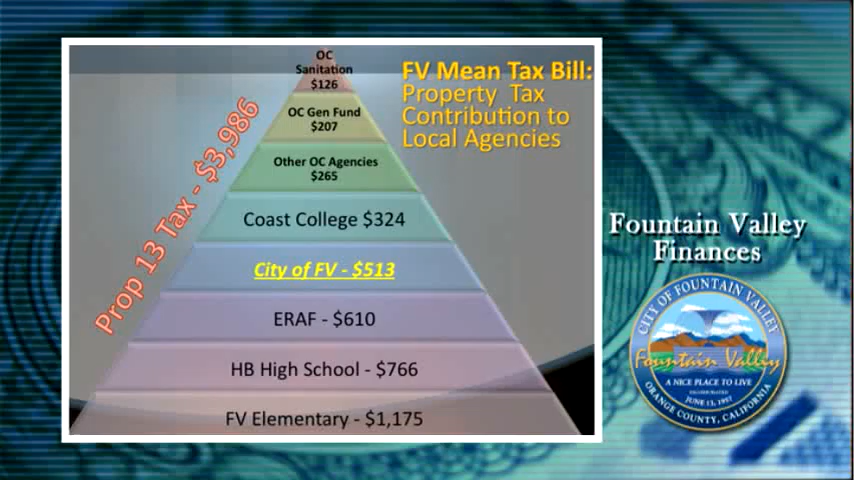 OC
Sanitation
$126
OC Gen Fund
$207
Other OC Agencies
$265
Coast College $324
City of FV - $513
ERAF - $610
HB High School - $766
FV Elementary - $1,175
Prop 13 Tax - $3,986
FV Mean Tax Bill:
Property Tax
Contribution to
Local Agencies
Fountain Valley
Finances
CITY OF FOUNTAIN VALLEY
Fountain Valley
A NICE PLACE TO LIVE
INCORPORATED
JUNE 13, 1957
ORANGE COUNTY, CALIFORNIA